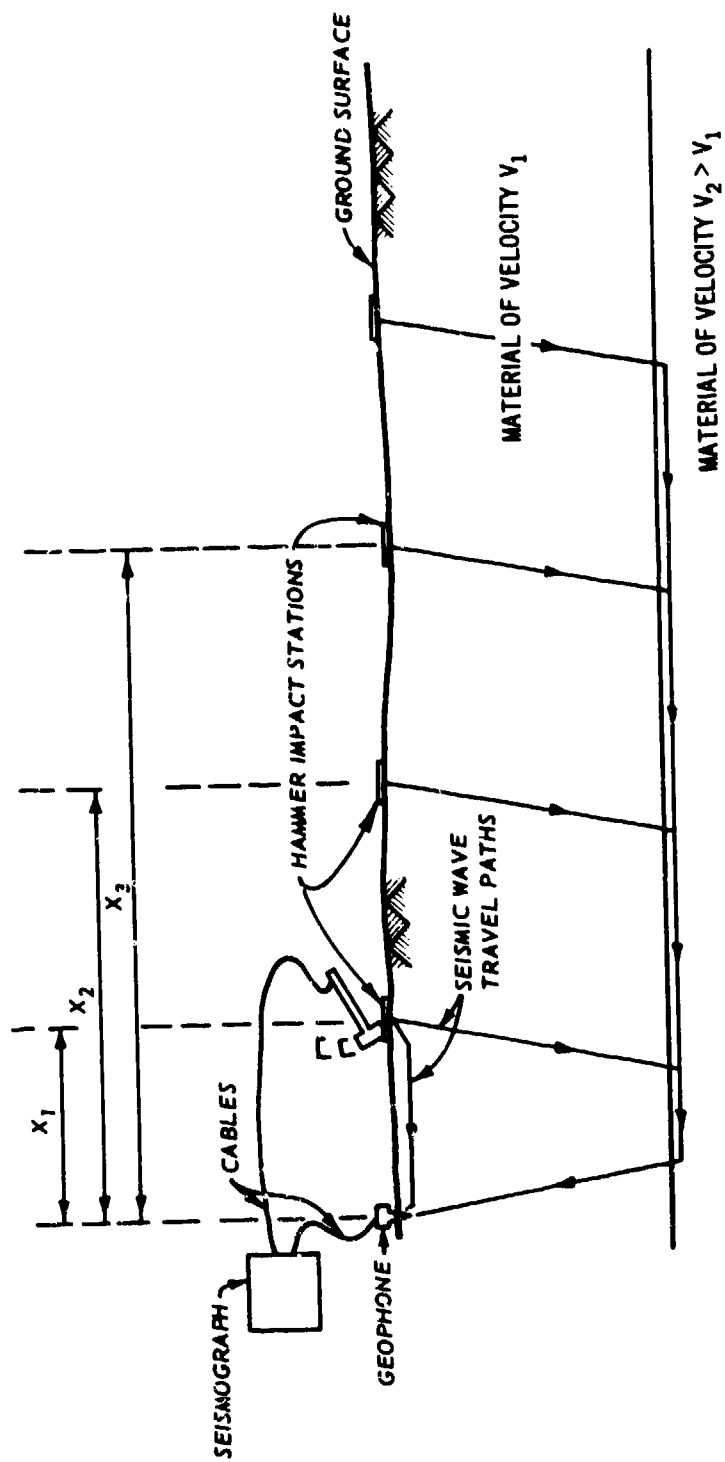 X1
X2
X3
SEISMOGRAPH
CABLES
GEOPHONE
HAMMER IMPACT STATIONS
GROUND SURFACE
SEISMIC WAVE
TRAVEL PATHS
MATERIAL OF VELOCITY V1
MATERIAL OF VELOCITY V2 > V1